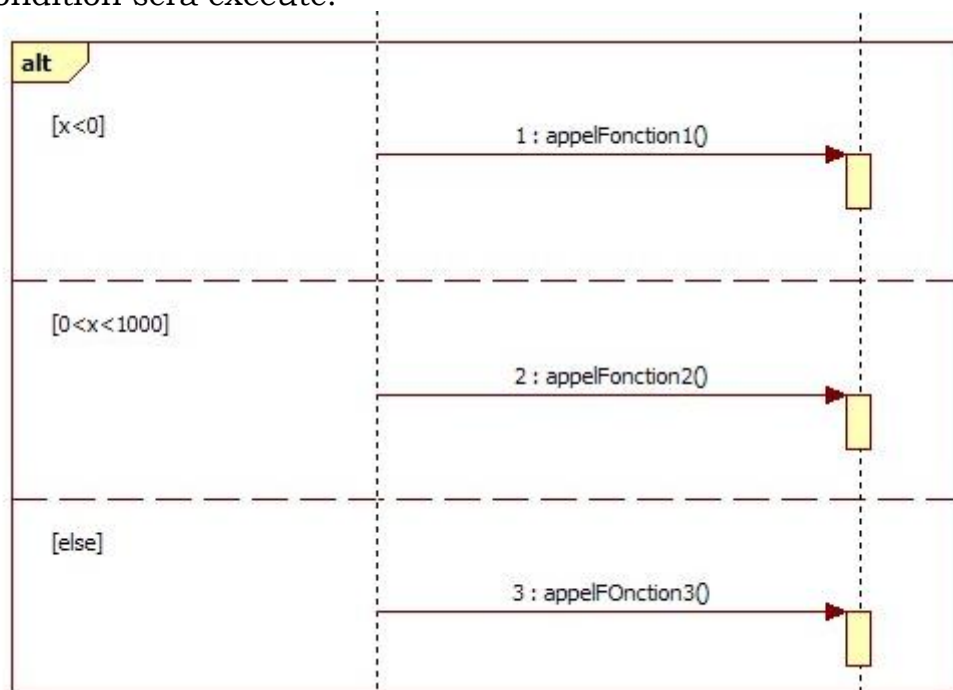 ondition sera exécuté.
alt
[x<0]
1 : appelFonction1()
[0<x<1000]
2 : appelFonction2()
[else]
3 : appelFOnction3()